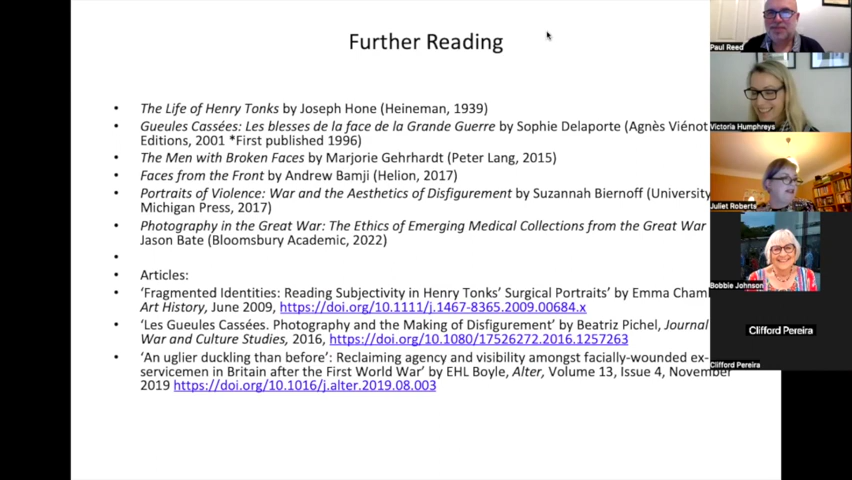 Further Reading
• The Life of Henry Tonks by Joseph Hone (Heineman, 1939)
• Gueules Cassées: Les blesses de la face de la Grande Guerre by Sophie Delaporte (Agnès Viénot
Editions, 2001 *First published 1996)
• The Men with Broken Faces by Marjorie Gehrhardt (Peter Lang, 2015)
• Faces from the Front by Andrew Bamji (Helion, 2017)
• Portraits of Violence: War and the Aesthetics of Disfigurement by Suzannah Biernoff (University
Michigan Press, 2017)
• Photography in the Great War: The Ethics of Emerging Medical Collections from the Great War
Jason Bate (Bloomsbury Academic, 2022)
•
• Articles:
• ‘Fragmented Identities: Reading Subjectivity in Henry Tonks’ Surgical Portraits’ by Emma Cham
Art History, June 2009, https://doi.org/10.1111/j.1467-8365.2009.00684.x
• ‘Les Gueules Cassées. Photography and the Making of Disfigurement’ by Beatriz Pichel, Journal
War and Culture Studies, 2016, https://doi.org/10.1080/17526272.2016.1257263
• ‘An uglier duckling than before’: Reclaiming agency and visibility amongst facially-wounded ex-
servicemen in Britain after the First World War’ by EHL Boyle, Alter, Volume 13, Issue 4, November
2019 https://doi.org/10.1016/j.alter.2019.08.003
Paul Reed
Victoria Humphreys
Juliet Roberts
Bobbie Johnson
Clifford Pereira
Clifford Pereira